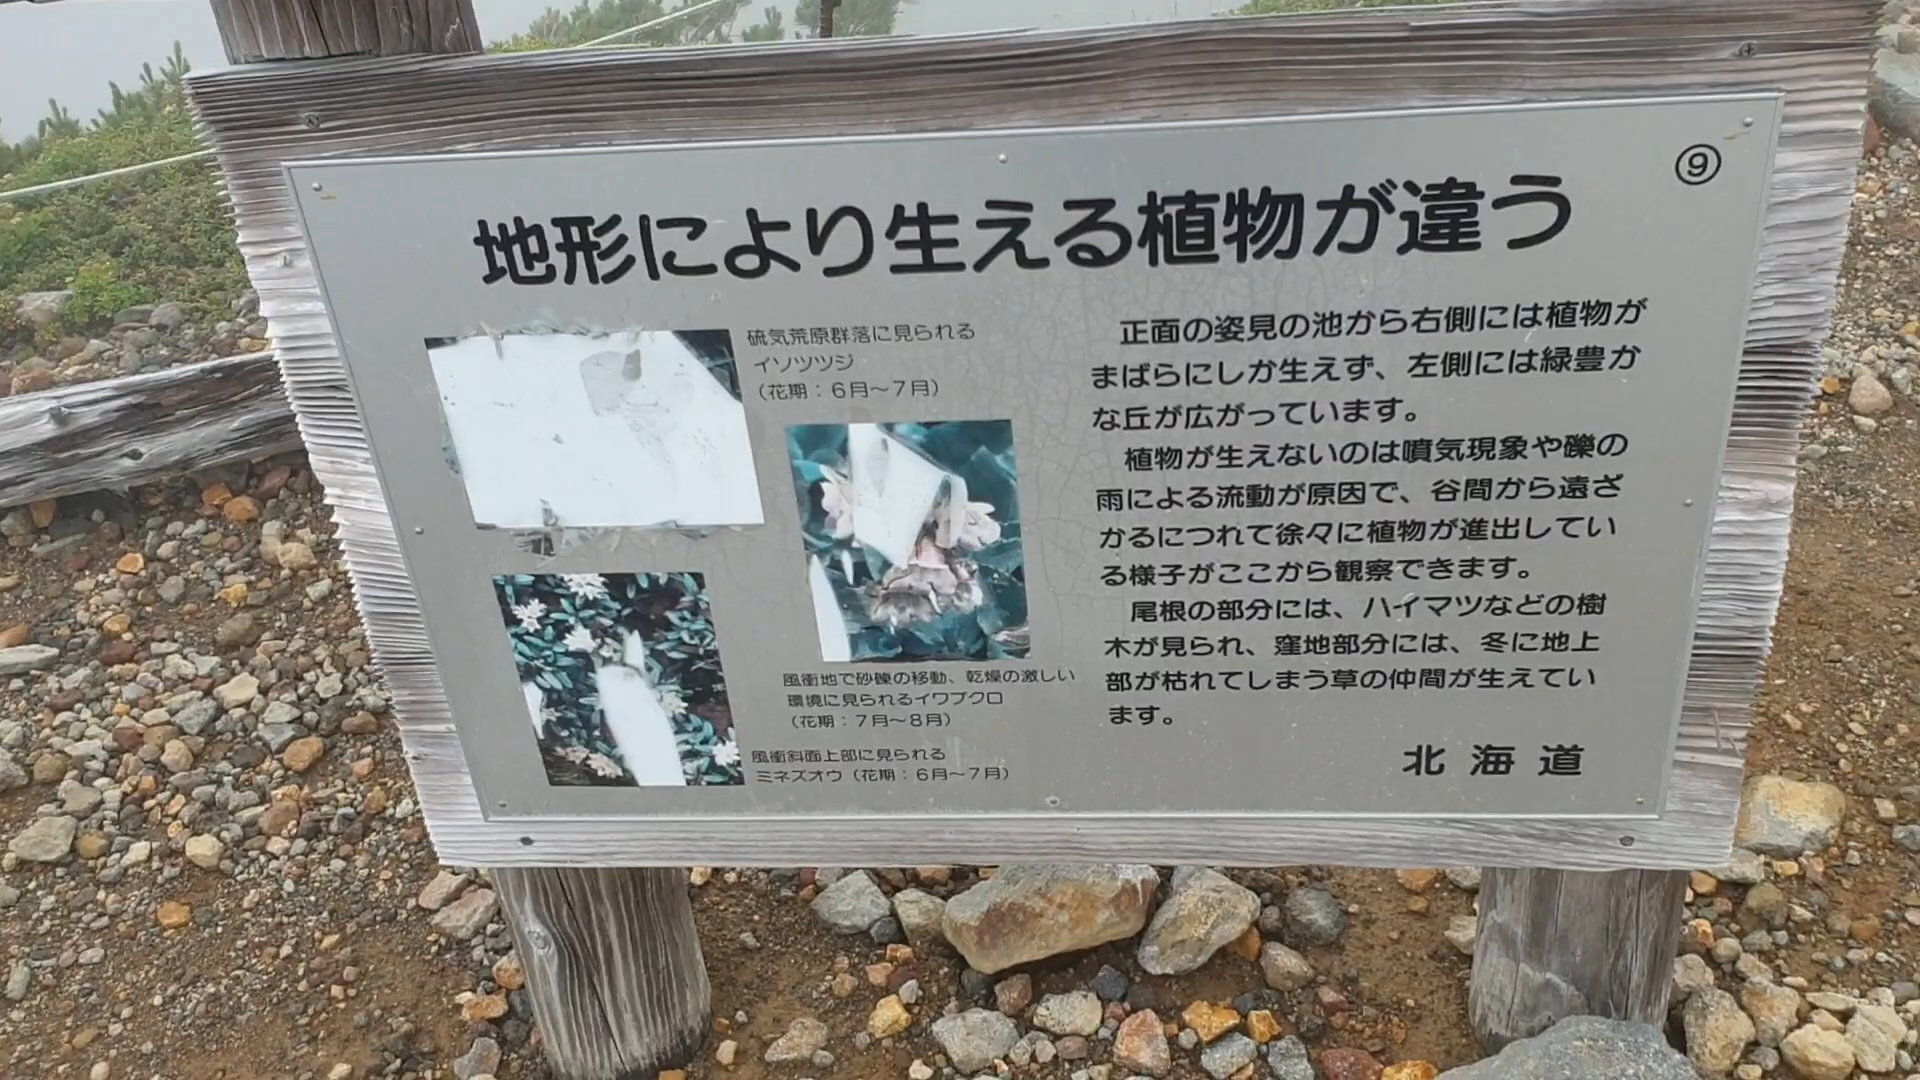 ⑨
地形により生える植物が違う
硫気荒原群落に見られる
イソツツジ
（花期：６月～７月）
風衝地で砂礫の移動、乾燥の激しい
環境に見られるイワブクロ
（花期：７月～８月）
風衝斜面上部に見られる
ミネズオウ（花期：６月～７月）
正面の姿見の池から右側には植物が
まばらにしか生えず、左側には緑豊か
な丘が広がっています。
植物が生えないのは噴気現象や礫の
雨による流動が原因で、谷間から遠ざ
かるにつれて徐々に植物が進出してい
る様子がここから観察できます。
尾根の部分には、ハイマツなどの樹
木が見られ、窪地部分には、冬に地上
部が枯れてしまう草の仲間が生えてい
ます。
北海道